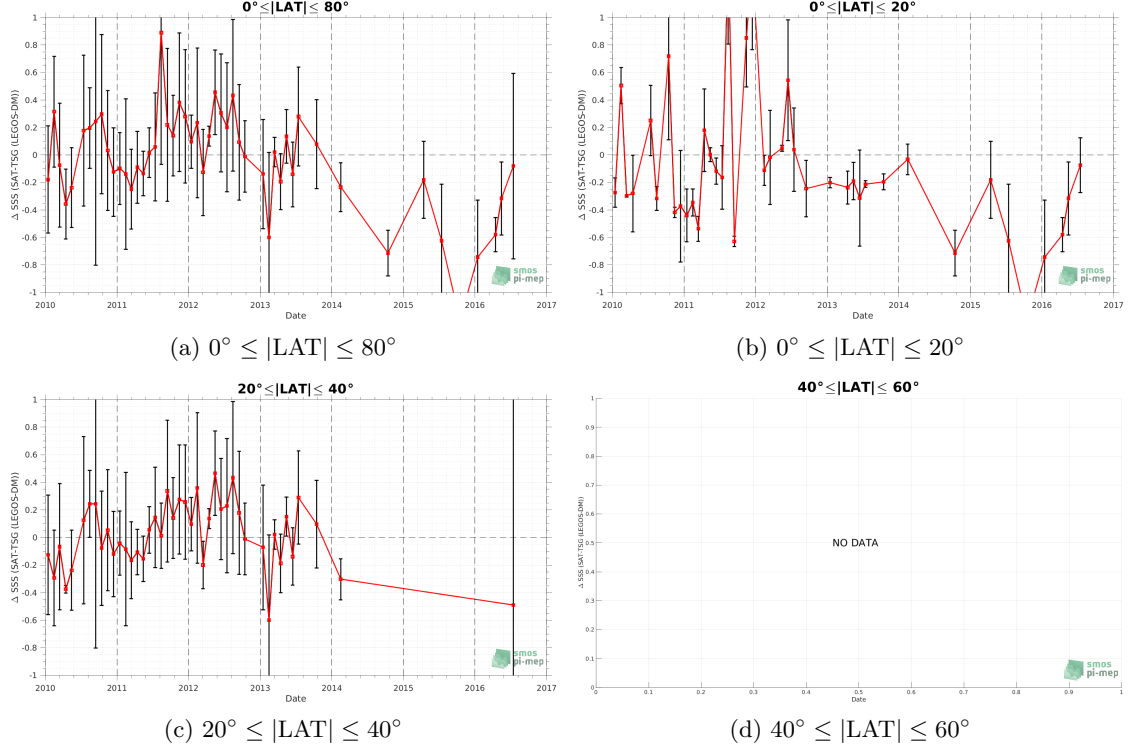 0°≤|LAT|≤ 80°
Δ SSS (SAT-TSG (LEGOS-DM))
1
0.8
0.6
0.4
0.2
0
-0.2
-0.4
-0.6
-0.8
-1
2010 2011 2012 2013 2014 2015 2016 2017
Date
smos
pi-mep
(a) 0° ≤ |LAT| ≤ 80°
0°≤|LAT|≤ 20°
Δ SSS (SAT-TSG (LEGOS-DM))
1
0.8
0.6
0.4
0.2
0
-0.2
-0.4
-0.6
-0.8
-1
2010 2011 2012 2013 2014 2015 2016 2017
Date
smos
pi-mep
(b) 0° ≤ |LAT| ≤ 20°
20°≤|LAT|≤ 40°
Δ SSS (SAT-TSG (LEGOS-DM))
1
0.8
0.6
0.4
0.2
0
-0.2
-0.4
-0.6
-0.8
-1
2010 2011 2012 2013 2014 2015 2016 2017
Date
smos
pi-mep
(c) 20° ≤ |LAT| ≤ 40°
40°≤|LAT|≤ 60°
Δ SSS (SAT-TSG (LEGOS-DM))
1
0.9
0.8
0.7
0.6
0.5
0.4
0.3
0.2
0.1
0
NO DATA
0 0.1 0.2 0.3 0.4 0.5 0.6 0.7 0.8 0.9 1
Date
smos
pi-mep
(d) 40° ≤ |LAT| ≤ 60°